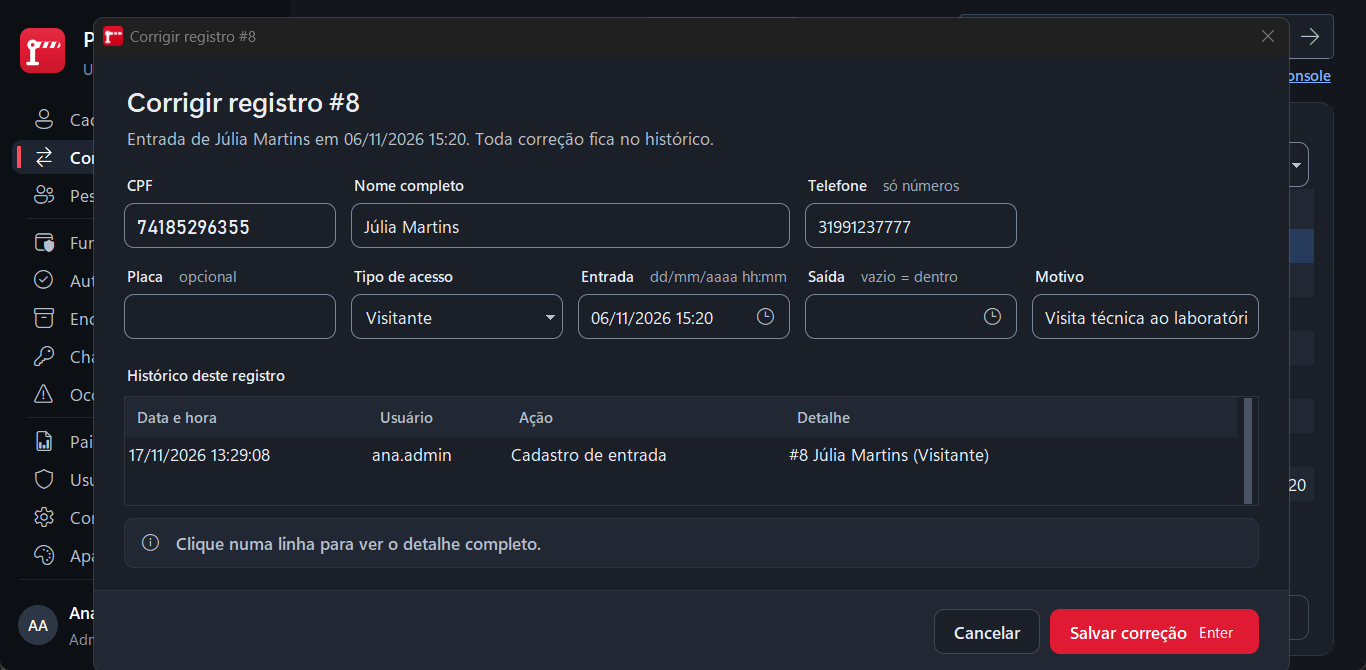 Corrigir registro #8
Corrigir registro #8
Entrada de Júlia Martins em 06/11/2026 15:20. Toda correção fica no histórico.
CPF
Nome completo
Telefone só números
74185296355
Júlia Martins
31991237777
Placa opcional
Tipo de acesso
Entrada dd/mm/aaaa hh:mm
Saída vazio = dentro
Motivo
Visitante
06/11/2026 15:20
Visita técnica ao laboratóri
Histórico deste registro
Data e hora Usuário Ação Detalhe
17/11/2026 13:29:08 ana.admin Cadastro de entrada #8 Júlia Martins (Visitante)
Clique numa linha para ver o detalhe completo.
Cancelar
Salvar correção Enter
AA
20